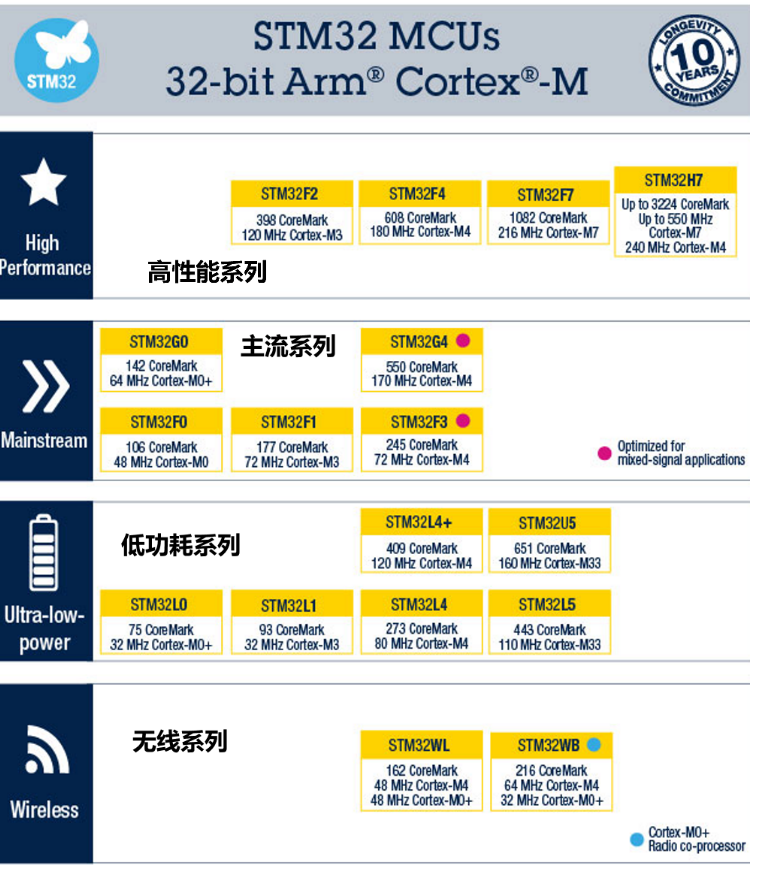 STM32
STM32 MCUs
32-bit Arm® Cortex®-M
LONGEVITY
10
YEARS
COMMITMENT
High
Performance
高性能系列
STM32F2
398 CoreMark
120 MHz Cortex-M3
STM32F4
608 CoreMark
180 MHz Cortex-M4
STM32F7
1082 CoreMark
216 MHz Cortex-M7
STM32H7
Up to 3224 CoreMark
Up to 550 MHz
Cortex-M7
240 MHz Cortex-M4
Mainstream
主流系列
STM32G0
142 CoreMark
64 MHz Cortex-M0+
STM32G4
550 CoreMark
170 MHz Cortex-M4
STM32F0
106 CoreMark
48 MHz Cortex-M0
STM32F1
177 CoreMark
72 MHz Cortex-M3
STM32F3
245 CoreMark
72 MHz Cortex-M4
Optimized for
mixed-signal applications
Ultra-low-
power
低功耗系列
STM32L4+
409 CoreMark
120 MHz Cortex-M4
STM32U5
651 CoreMark
160 MHz Cortex-M33
STM32L0
75 CoreMark
32 MHz Cortex-M0+
STM32L1
93 CoreMark
32 MHz Cortex-M3
STM32L4
273 CoreMark
80 MHz Cortex-M4
STM32L5
443 CoreMark
110 MHz Cortex-M33
Wireless
无线系列
STM32WL
162 CoreMark
48 MHz Cortex-M4
48 MHz Cortex-M0+
STM32WB
216 CoreMark
64 MHz Cortex-M4
32 MHz Cortex-M0+
Cortex-M0+
Radio co-processor